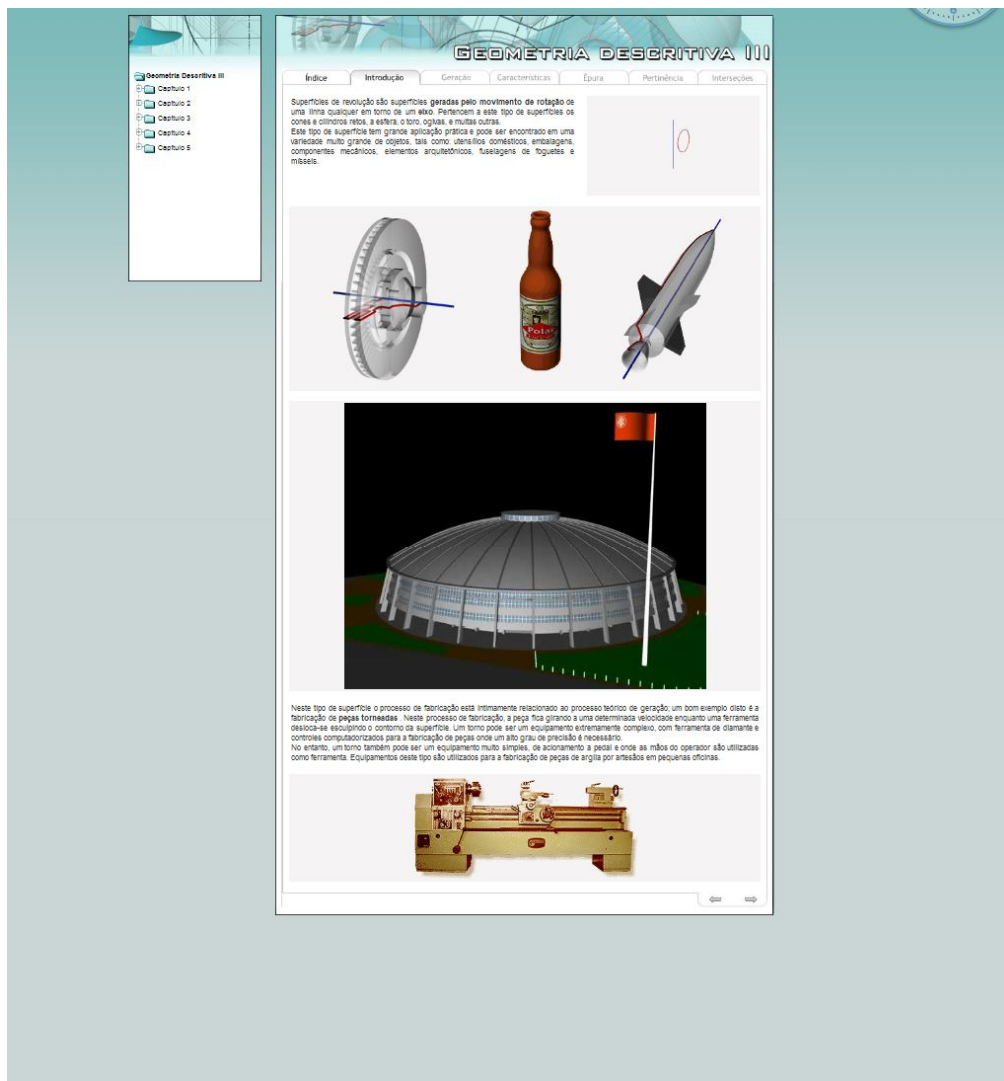 GEOMETRIA DESCRITIVA III
Geometria Descritiva III
Capítulo 1
Capítulo 2
Capítulo 3
Capítulo 4
Capítulo 5
Índice Introdução Geração Características Épura Pertinência Interseções
Superfícies de revolução são superfícies geradas pelo movimento de rotação de
uma linha qualquer em torno de um eixo. Pertencem a este tipo de superfícies os
cones e cilindros retos, a esfera, o toro, ogivas, e muitas outras.
Este tipo de superfície tem grande aplicação prática e pode ser encontrado em uma
variedade muito grande de objetos, tais como: utensílios domésticos, embalagens,
componentes mecânicos, elementos arquitetônicos, fuselagens de foguetes e
mísseis.
Polar
Neste tipo de superfície o processo de fabricação está intimamente relacionado ao processo teórico de geração; um bom exemplo disto é a
fabricação de peças torneadas . Neste processo de fabricação, a peça fica girando a uma determinada velocidade enquanto uma ferramenta
desloca-se esculpindo o contorno da superfície. Um torno pode ser um equipamento extremamente complexo, com ferramenta de diamante e
controles computadorizados para a fabricação de peças onde um alto grau de precisão é necessário.
No entanto, um torno também pode ser um equipamento muito simples, de acionamento a pedal e onde as mãos do operador são utilizadas
como ferramenta. Equipamentos deste tipo são utilizados para a fabricação de peças de argila por artesãos em pequenas oficinas.